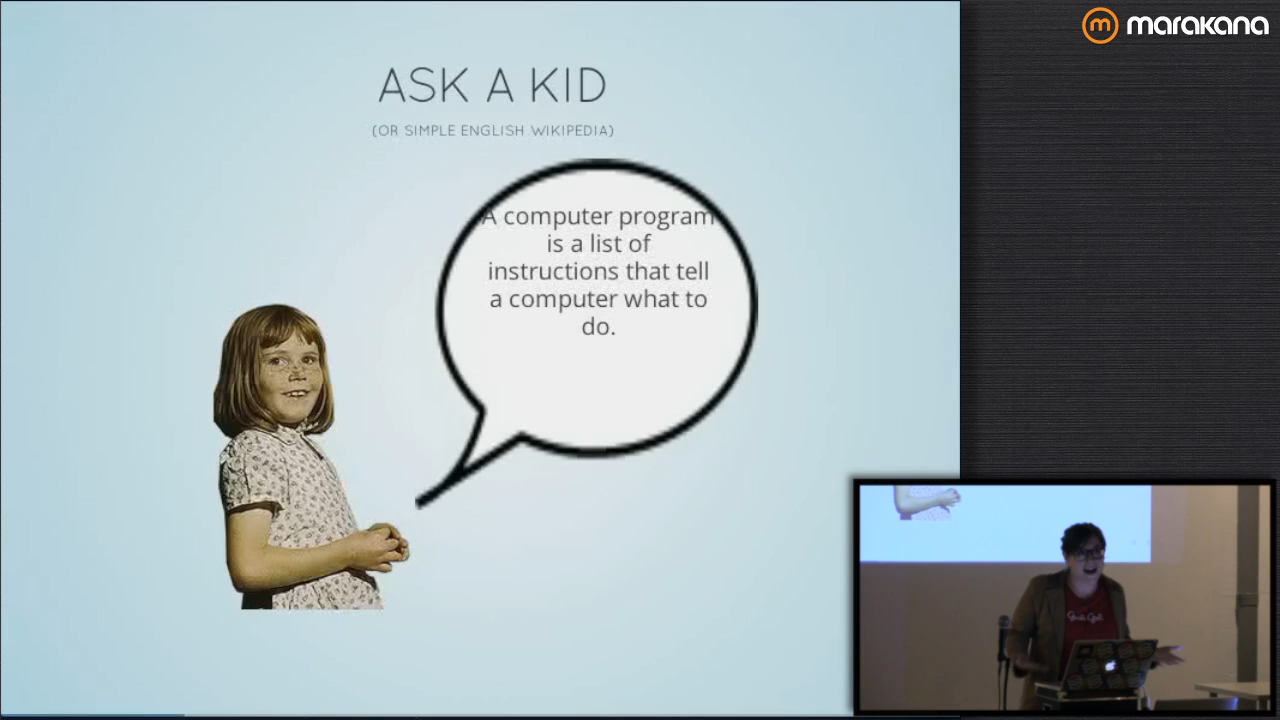 marakana
ASK A KID
(OR SIMPLE ENGLISH WIKIPEDIA)
A computer program
is a list of
instructions that tell
a computer what to
do.